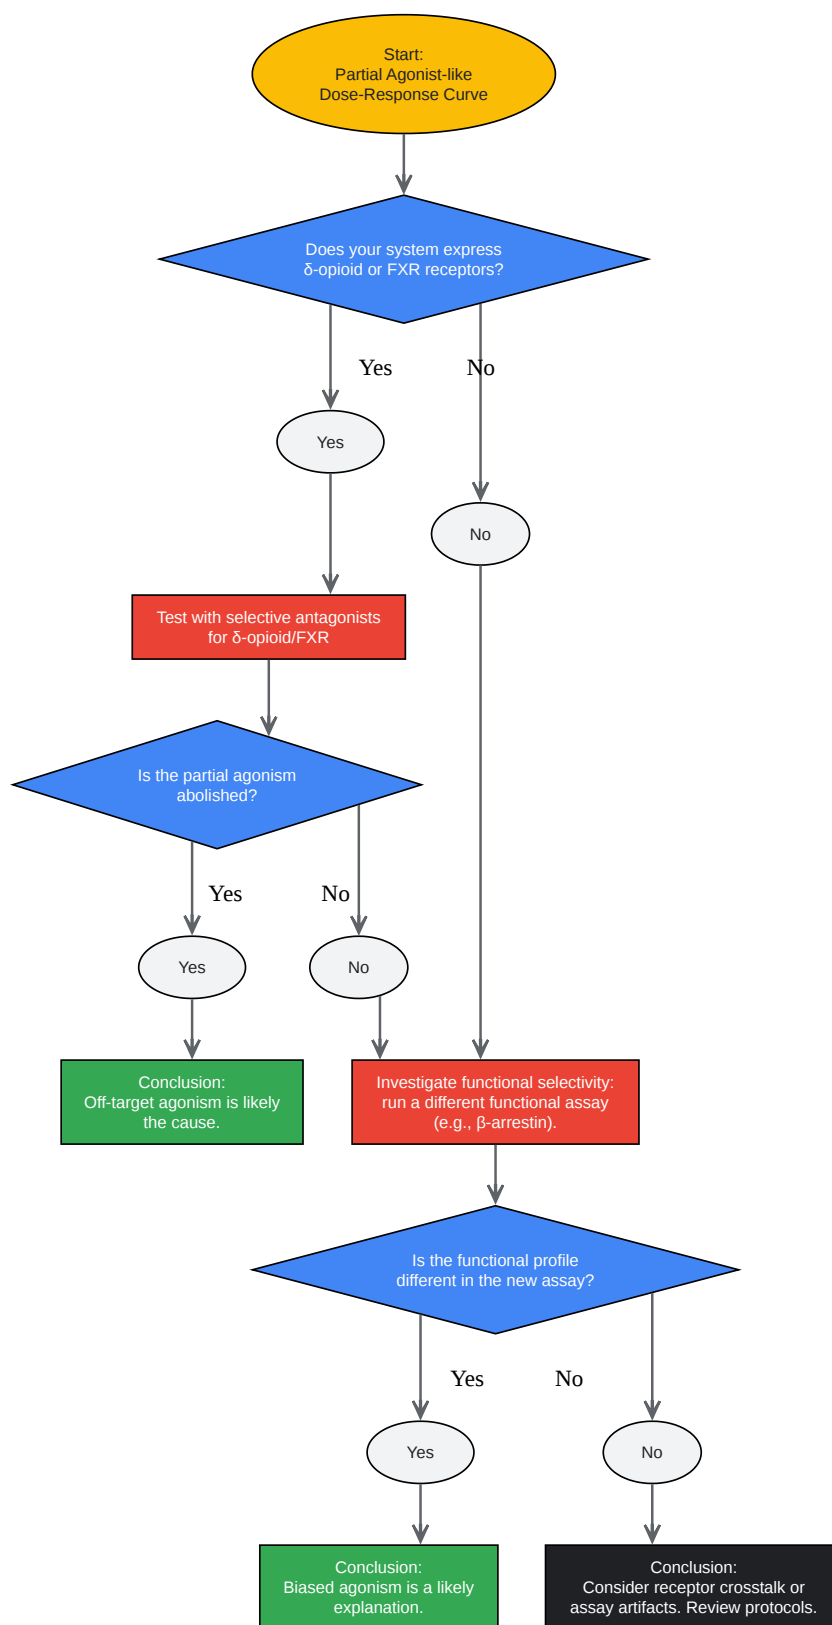 Start:
Partial Agonist-like
Dose-Response Curve
Does your system express
δ-opioid or FXR receptors?
Yes
No
Yes
No
Test with selective antagonists
for δ-opioid/FXR
Is the partial agonism
abolished?
Yes
No
Yes
No
Conclusion:
Off-target agonism is likely
the cause.
Investigate functional selectivity:
run a different functional assay
(e.g., β-arrestin).
Is the functional profile
different in the new assay?
Yes
No
Yes
No
Conclusion:
Biased agonism is a likely
explanation.
Conclusion:
Consider receptor crosstalk or
assay artifacts. Review protocols.